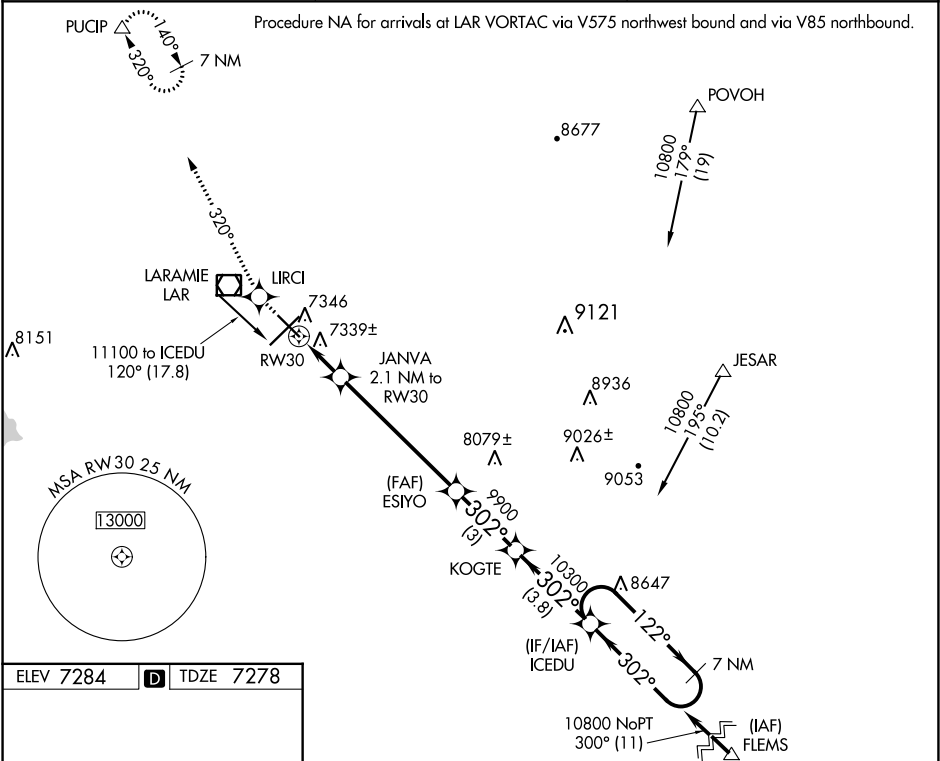 Procedure NA for arrivals at LAR VORTAC via V575 northwest bound and via V85 northbound.
PUCIP
140°
320°
7 NM
POVOH
8677
10800
179°
(19)
320°
LARAMIE
LAR
LIRCI
7346
7339±
9121
8151
11100 to ICEDU
120° (17.8)
RW30
JANVA
2.1 NM to
RW30
JESAR
8936
10800
195°
(10.2)
8079±
9026±
9053
MSA RW30 25 NM
13000
(FAF)
ESIYO
9900
302°
(3)
KOGTE
10300
302°
(3.8)
8647
122°
(IF/IAF)
ICEDU
302°
7 NM
ELEV 7284 D TDZE 7278
10800 NoPT
300° (11)
(IAF)
FLEMS